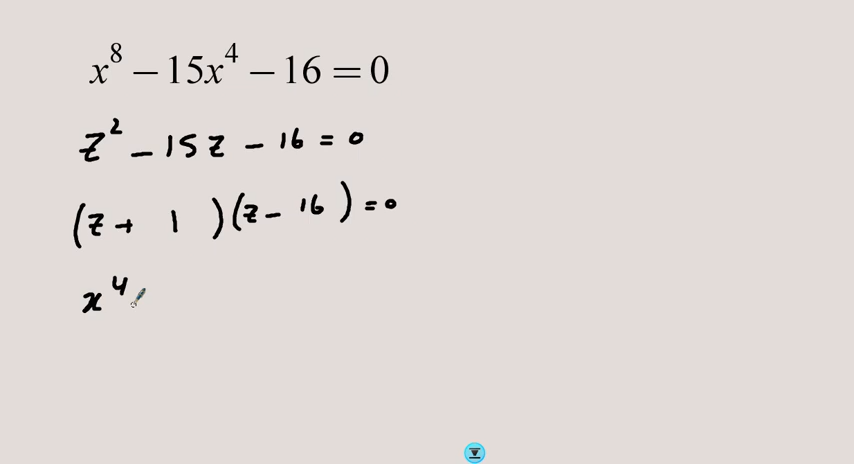 x⁸ − 15x⁴ − 16 = 0
z² − 15z − 16 = 0
(z + 1)(z − 16) = 0
x⁴